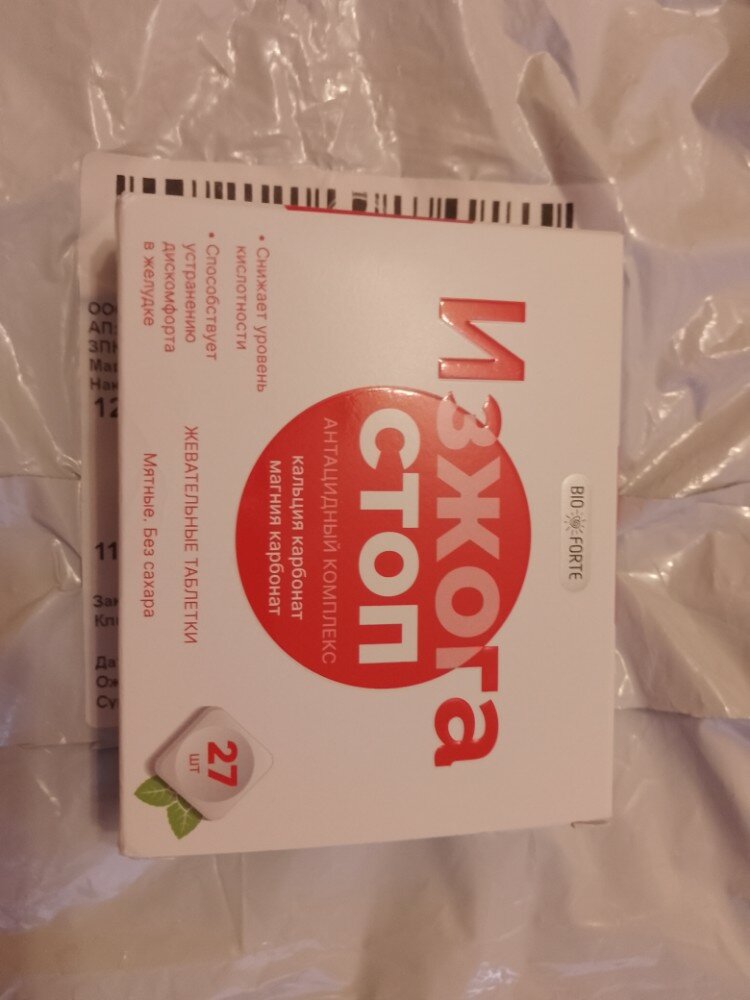 BIO FORTE
Изжога
СТОП
АНТАЦИДНЫЙ КОМПЛЕКС
кальция карбонат
магния карбонат
• Снижает уровень
кислотности
• Способствует
устранению
дискомфорта
в желудке
ЖЕВАТЕЛЬНЫЕ ТАБЛЕТКИ
Мятные. Без сахара
27
шт